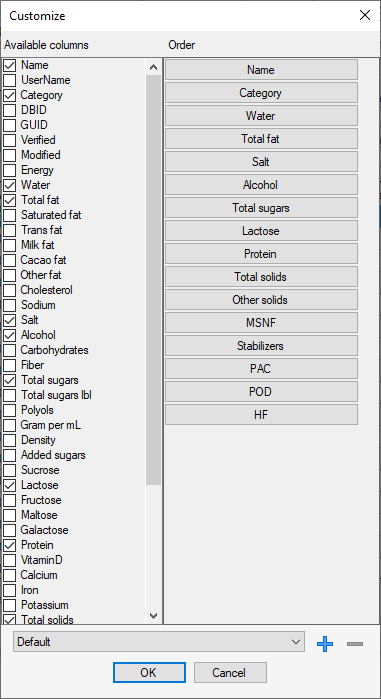 Customize
Available columns
Order
Name
UserName
Category
DBID
GUID
Verified
Modified
Energy
Water
Total fat
Saturated fat
Trans fat
Milk fat
Cacao fat
Other fat
Cholesterol
Sodium
Salt
Alcohol
Carbohydrates
Fiber
Total sugars
Total sugars lbl
Polyols
Gram per mL
Density
Added sugars
Sucrose
Lactose
Fructose
Maltose
Galactose
Protein
VitaminD
Calcium
Iron
Potassium
Total solids
Name
Category
Water
Total fat
Salt
Alcohol
Total sugars
Lactose
Protein
Total solids
Other solids
MSNF
Stabilizers
PAC
POD
HF
Default
OK
Cancel